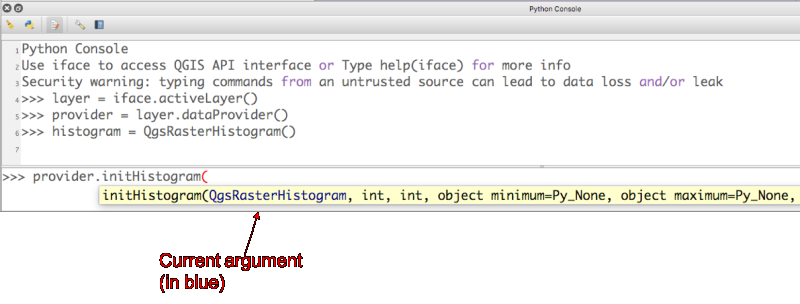 Python Console
1 Python Console
2 Use iface to access QGIS API interface or Type help(iface) for more info
3 Security warning: typing commands from an untrusted source can lead to data loss and/or leak
4 >>> layer = iface.activeLayer()
5 >>> provider = layer.dataProvider()
6 >>> histogram = QgsRasterHistogram()
7
>>> provider.initHistogram(
initHistogram(QgsRasterHistogram, int, int, object minimum=Py_None, object maximum=Py_None,
Current argument
(in blue)